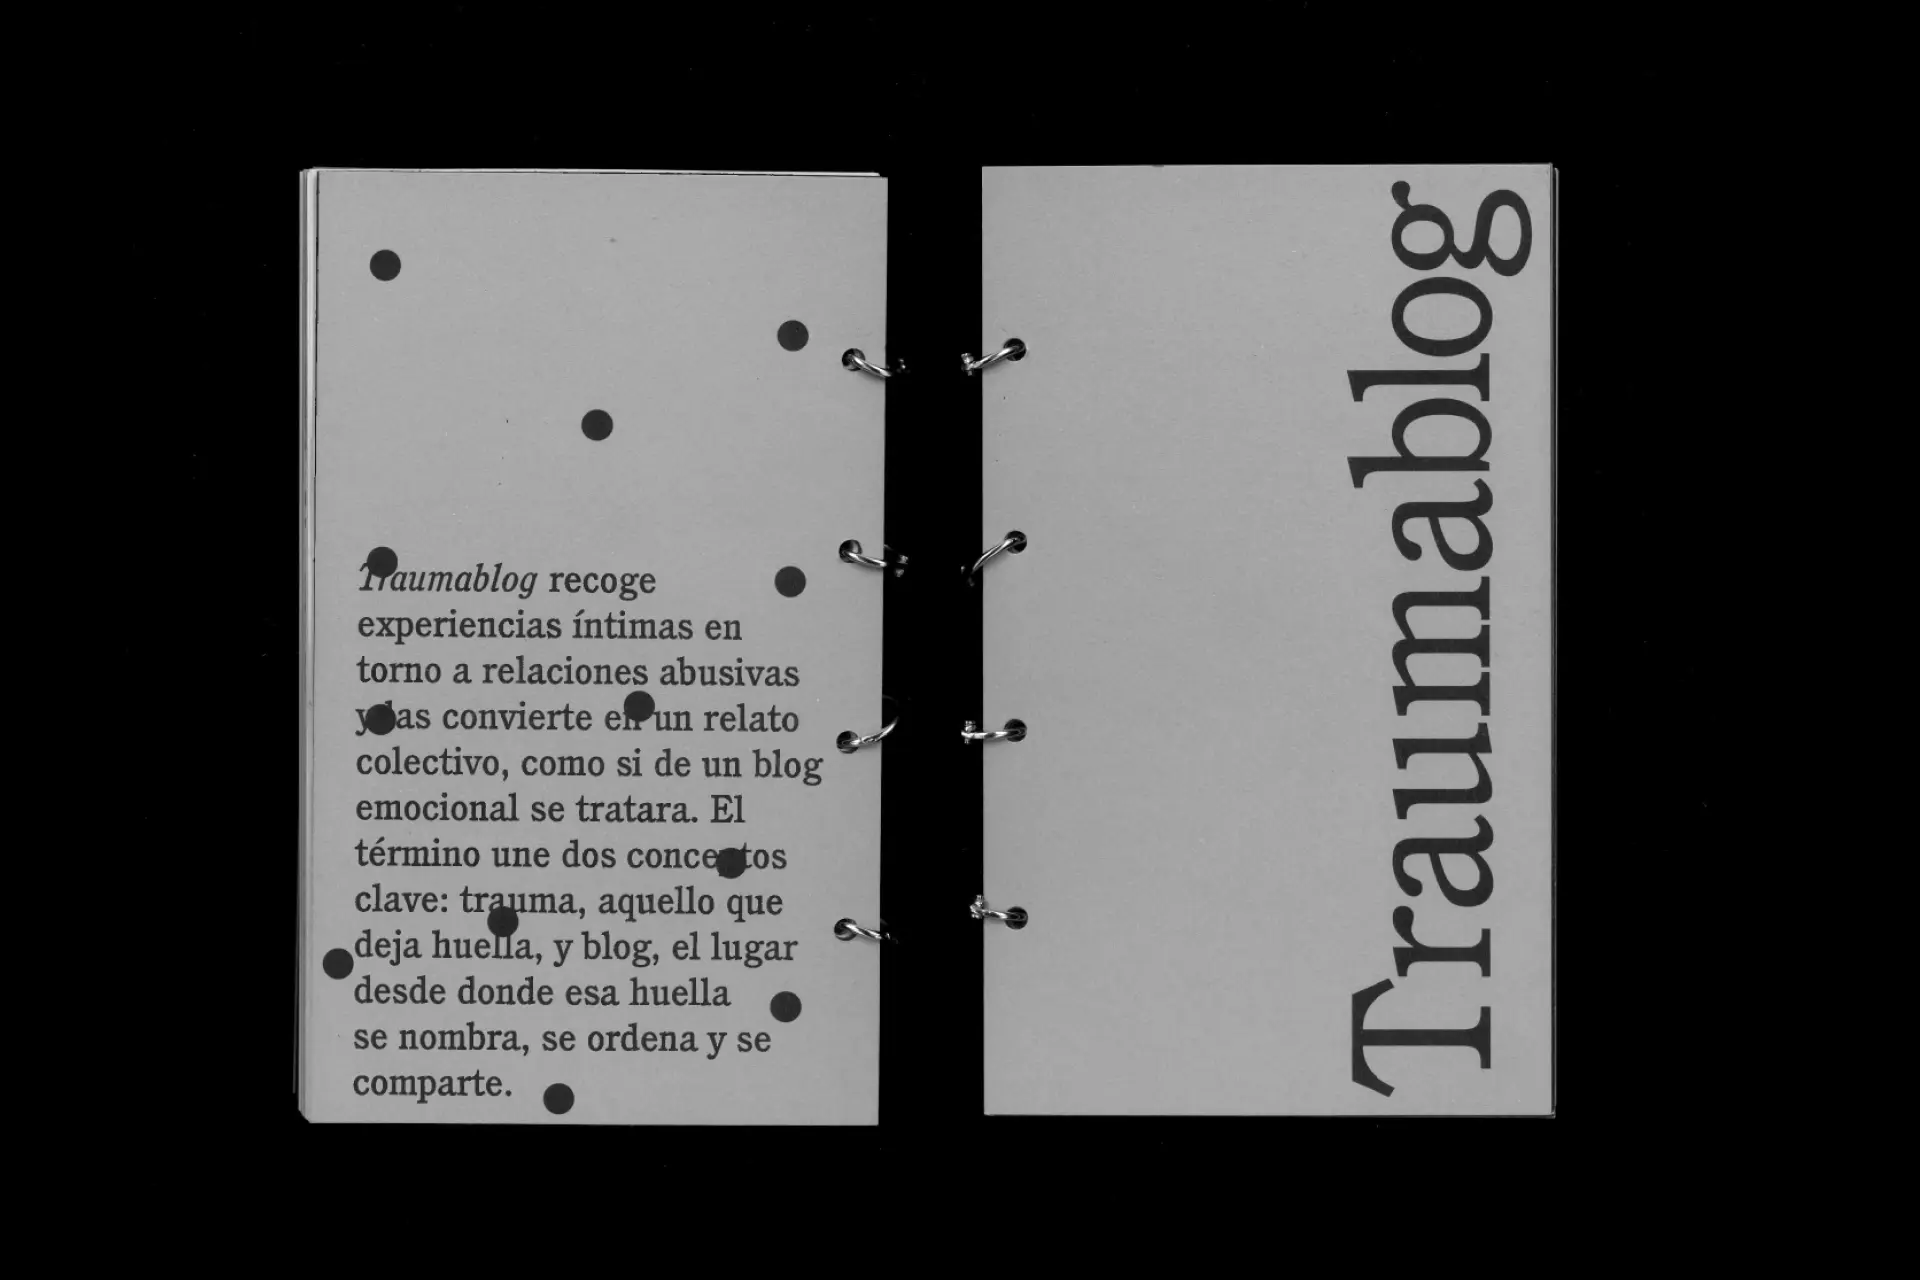 Traumablog recoge
experiencias íntimas en
torno a relaciones abusivas
y las convierte en un relato
colectivo, como si de un blog
emocional se tratara. El
término une dos conceptos
clave: trauma, aquello que
deja huella, y blog, el lugar
desde donde esa huella
se nombra, se ordena y se
comparte.
Traumablog